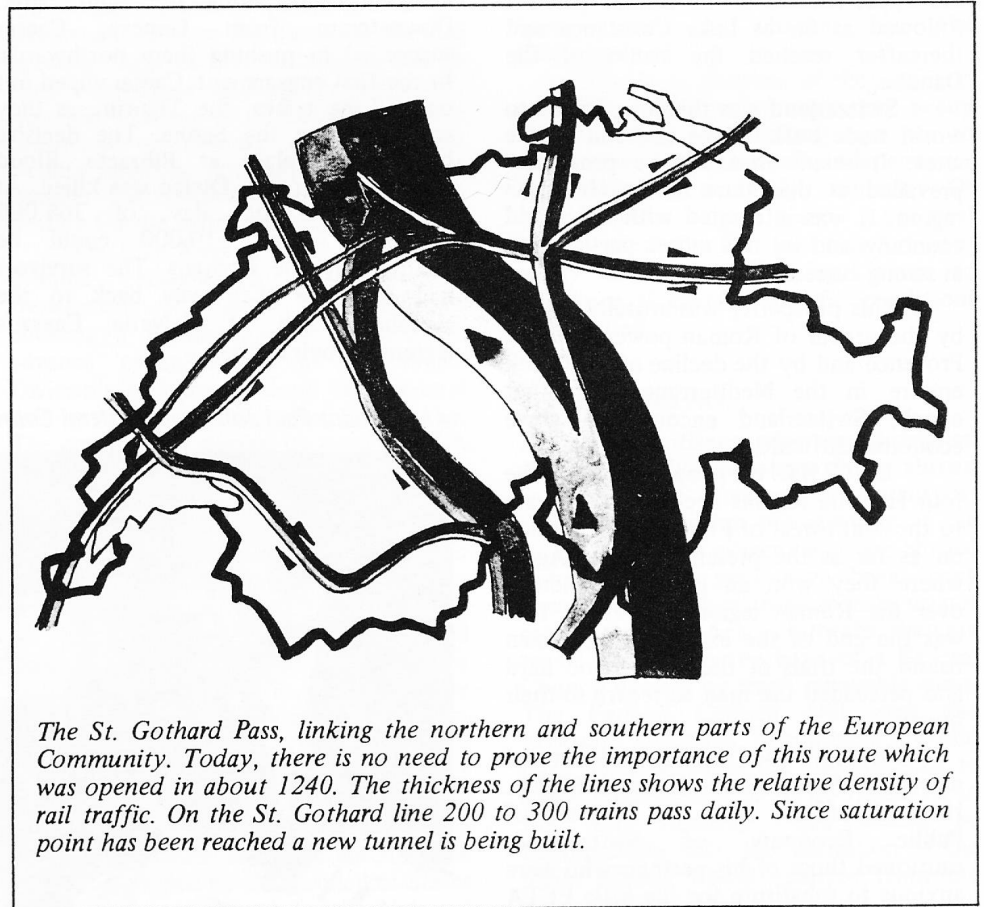 The St. Gothard Pass, linking the northern and southern parts of the European
Community. Today, there is no need to prove the importance of this route which
was opened in about 1240. The thickness of the lines shows the relative density of
rail traffic. On the St. Gothard line 200 to 300 trains pass daily. Since saturation
point has been reached a new tunnel is being built.